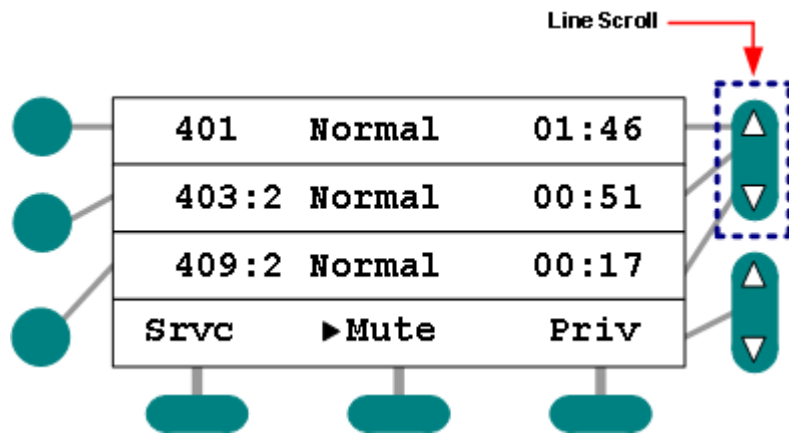 Line Scroll
401 Normal 01:46
403:2 Normal 00:51
409:2 Normal 00:17
Srvc ▶Mute Priv